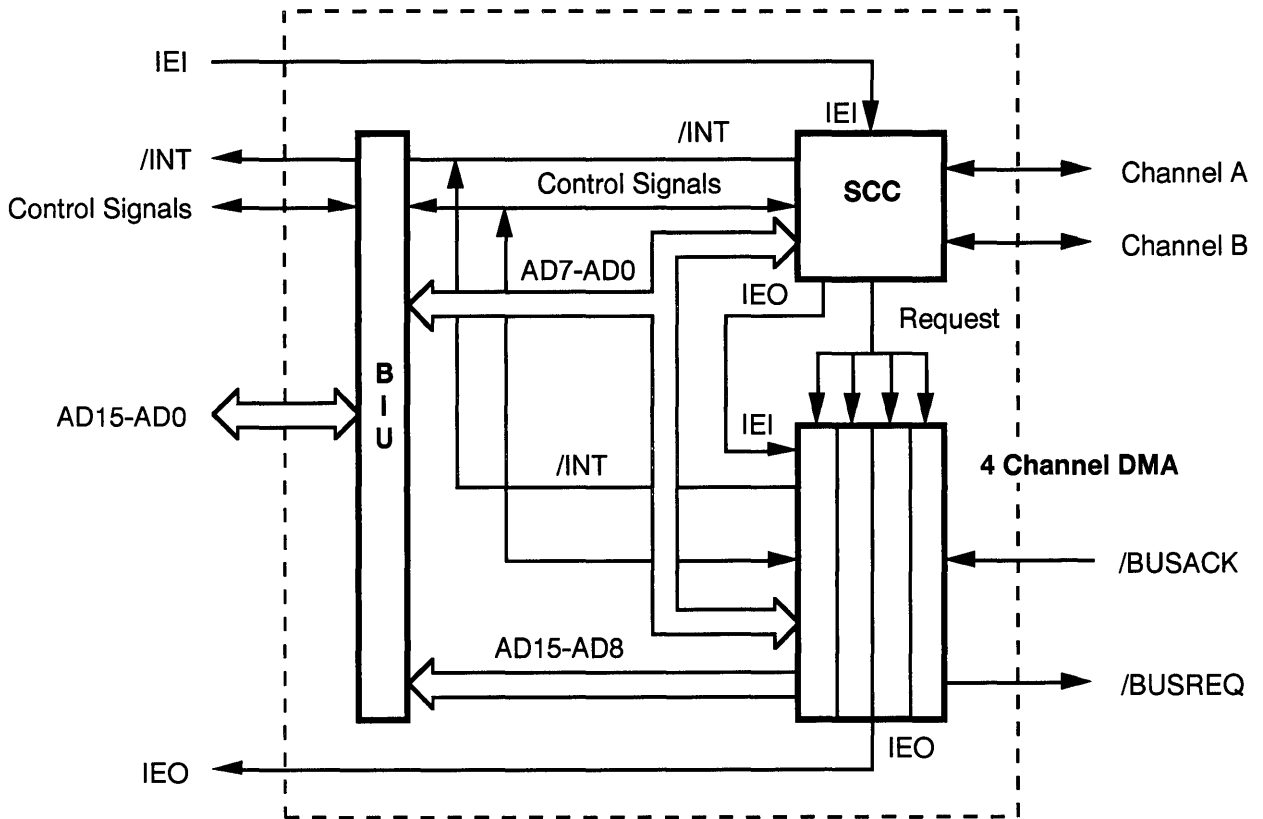 IEI
IEI
/INT
/INT
Control Signals
Control Signals
SCC
Channel A
Channel B
AD7-AD0
IEO
Request
B
I
U
AD15-AD0
IEI
/INT
4 Channel DMA
/BUSACK
AD15-AD8
/BUSREQ
IEO
IEO